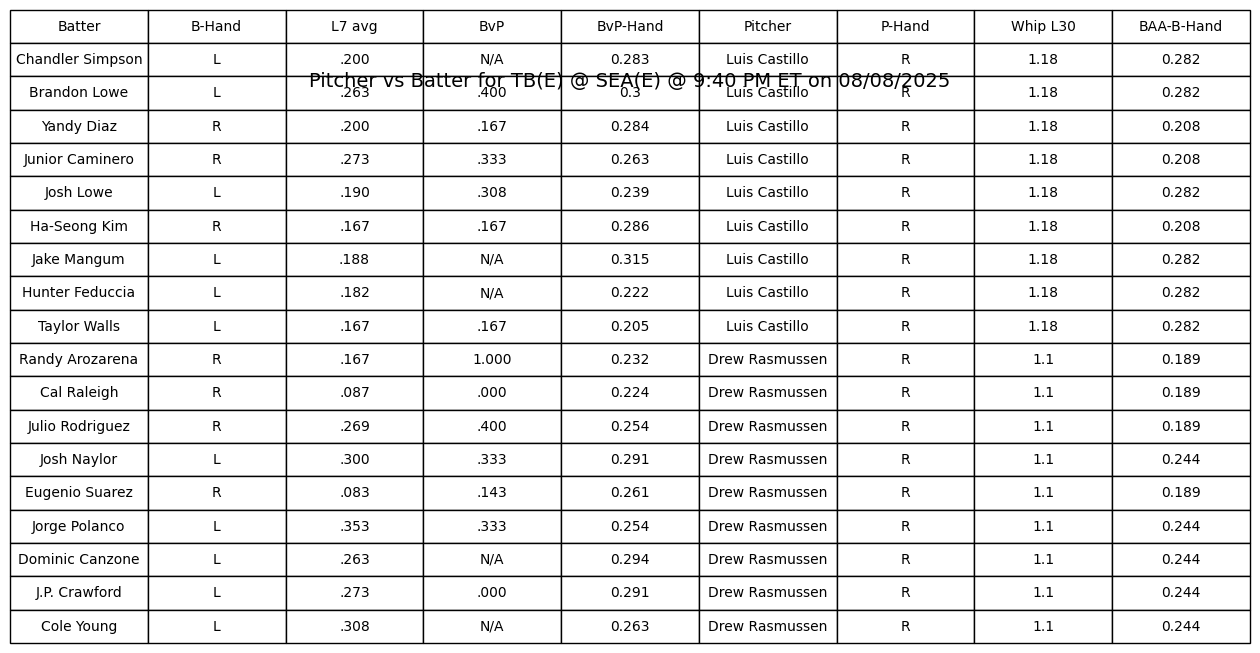 Batter B-Hand L7 avg BvP BvP-Hand Pitcher P-Hand Whip L30 BAA-B-Hand
Chandler Simpson L .200 N/A 0.283 Luis Castillo R 1.18 0.282
Pitcher vs Batter for TB(E) @ SEA(E) @ 9:40 PM ET on 08/08/2025
Brandon Lowe L .263 .400 0.3 Luis Castillo R 1.18 0.282
Yandy Diaz R .200 .167 0.284 Luis Castillo R 1.18 0.208
Junior Caminero R .273 .333 0.263 Luis Castillo R 1.18 0.208
Josh Lowe L .190 .308 0.239 Luis Castillo R 1.18 0.282
Ha-Seong Kim R .167 .167 0.286 Luis Castillo R 1.18 0.208
Jake Mangum L .188 N/A 0.315 Luis Castillo R 1.18 0.282
Hunter Feduccia L .182 N/A 0.222 Luis Castillo R 1.18 0.282
Taylor Walls L .167 .167 0.205 Luis Castillo R 1.18 0.282
Randy Arozarena R .167 1.000 0.232 Drew Rasmussen R 1.1 0.189
Cal Raleigh R .087 .000 0.224 Drew Rasmussen R 1.1 0.189
Julio Rodriguez R .269 .400 0.254 Drew Rasmussen R 1.1 0.189
Josh Naylor L .300 .333 0.291 Drew Rasmussen R 1.1 0.244
Eugenio Suarez R .083 .143 0.261 Drew Rasmussen R 1.1 0.189
Jorge Polanco L .353 .333 0.254 Drew Rasmussen R 1.1 0.244
Dominic Canzone L .263 N/A 0.294 Drew Rasmussen R 1.1 0.244
J.P. Crawford L .273 .000 0.291 Drew Rasmussen R 1.1 0.244
Cole Young L .308 N/A 0.263 Drew Rasmussen R 1.1 0.244